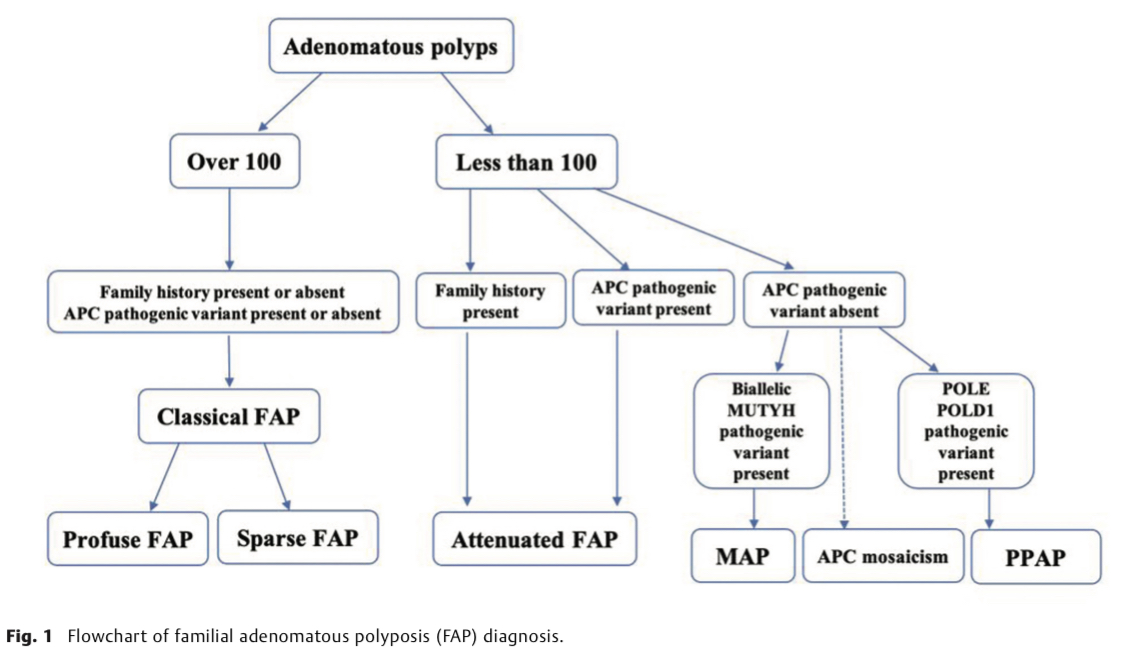 Adenomatous polyps
Over 100
Less than 100
Family history present or absent
APC pathogenic variant present or absent
Family history
present
APC pathogenic
variant present
APC pathogenic
variant absent
Classical FAP
Biallelic
MUTYH
pathogenic
variant
present
POLE
POLD1
pathogenic
variant
present
Profuse FAP
Sparse FAP
Attenuated FAP
MAP
APC mosaicism
PPAP
Fig. 1 Flowchart of familial adenomatous polyposis (FAP) diagnosis.